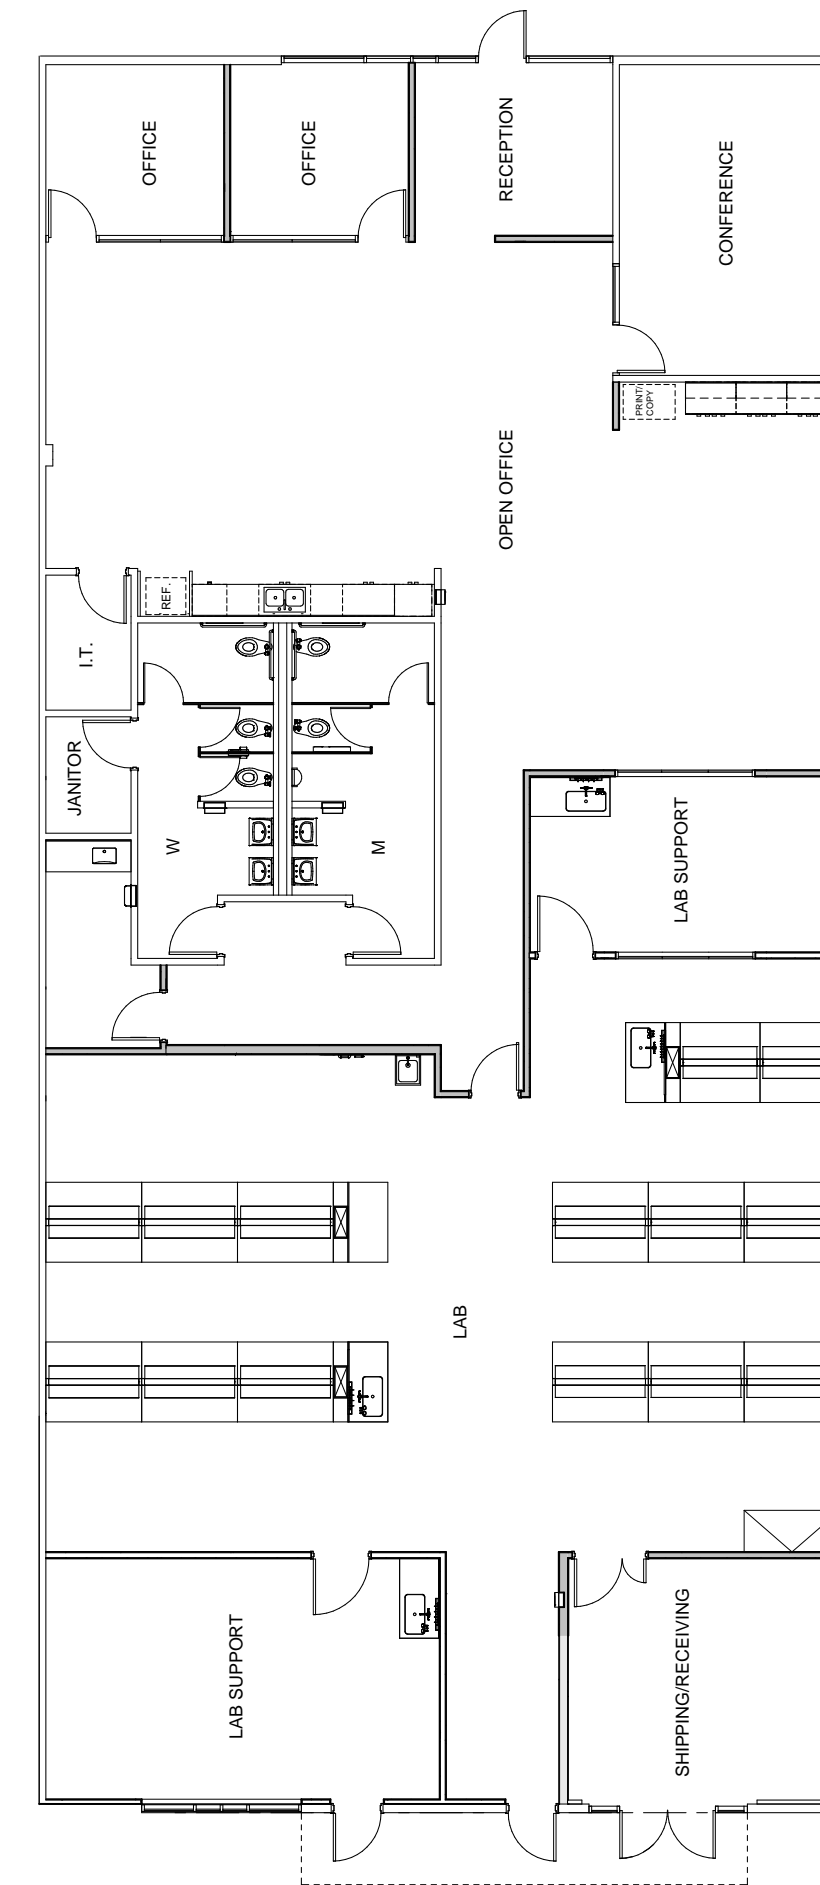 OFFICE
OFFICE
RECEPTION
CONFERENCE
PRINT/
COPY
OPEN OFFICE
REF.
I.T.
JANITOR
W
M
LAB SUPPORT
LAB
LAB SUPPORT
SHIPPING/RECEIVING